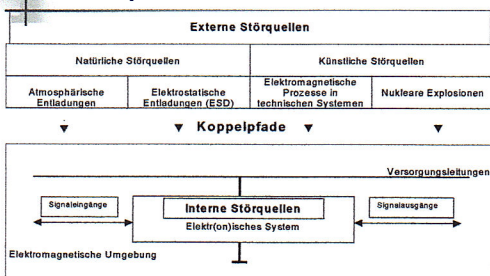 Externe Störquellen
Natürliche Störquellen
Künstliche Störquellen
Atmosphärische
Entladungen
Elektrostatische
Entladungen (ESD)
Elektromagnetische
Prozesse in
technischen Systemen
Nukleare Explosionen
Koppelpfade
Versorgungsleitungen
Signaleingänge
Interne Störquellen
Signalausgänge
Elektr(on)isches System
Elektromagnetische Umgebung